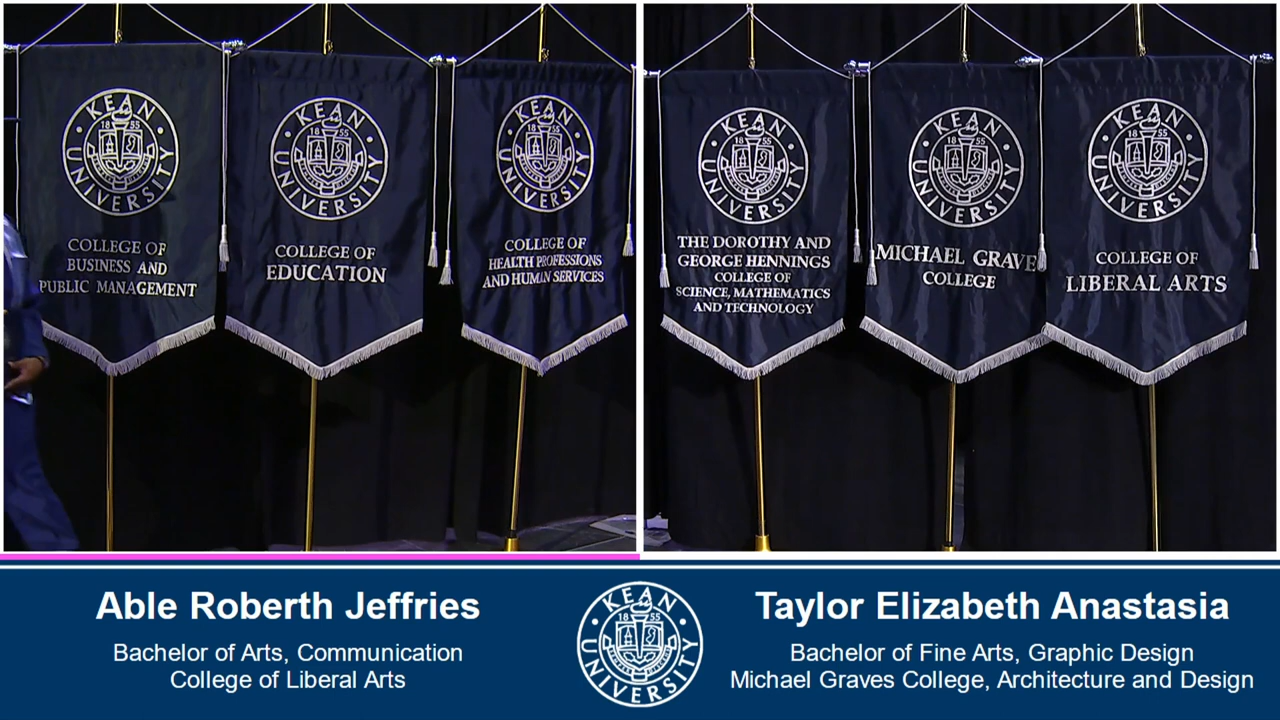 KEAN UNIVERSITY
1855
COLLEGE OF
BUSINESS AND
PUBLIC MANAGEMENT
KEAN UNIVERSITY
1855
COLLEGE OF
EDUCATION
KEAN UNIVERSITY
1855
COLLEGE OF
HEALTH PROFESSIONS
AND HUMAN SERVICES
KEAN UNIVERSITY
1855
THE DOROTHY AND
GEORGE HENNINGS
COLLEGE OF
SCIENCE, MATHEMATICS
AND TECHNOLOGY
KEAN UNIVERSITY
1855
MICHAEL GRAVE
COLLEGE
KEAN UNIVERSITY
1855
COLLEGE OF
LIBERAL ARTS
Able Roberth Jeffries
Bachelor of Arts, Communication
College of Liberal Arts
KEAN UNIVERSITY
1855
Taylor Elizabeth Anastasia
Bachelor of Fine Arts, Graphic Design
Michael Graves College, Architecture and Design